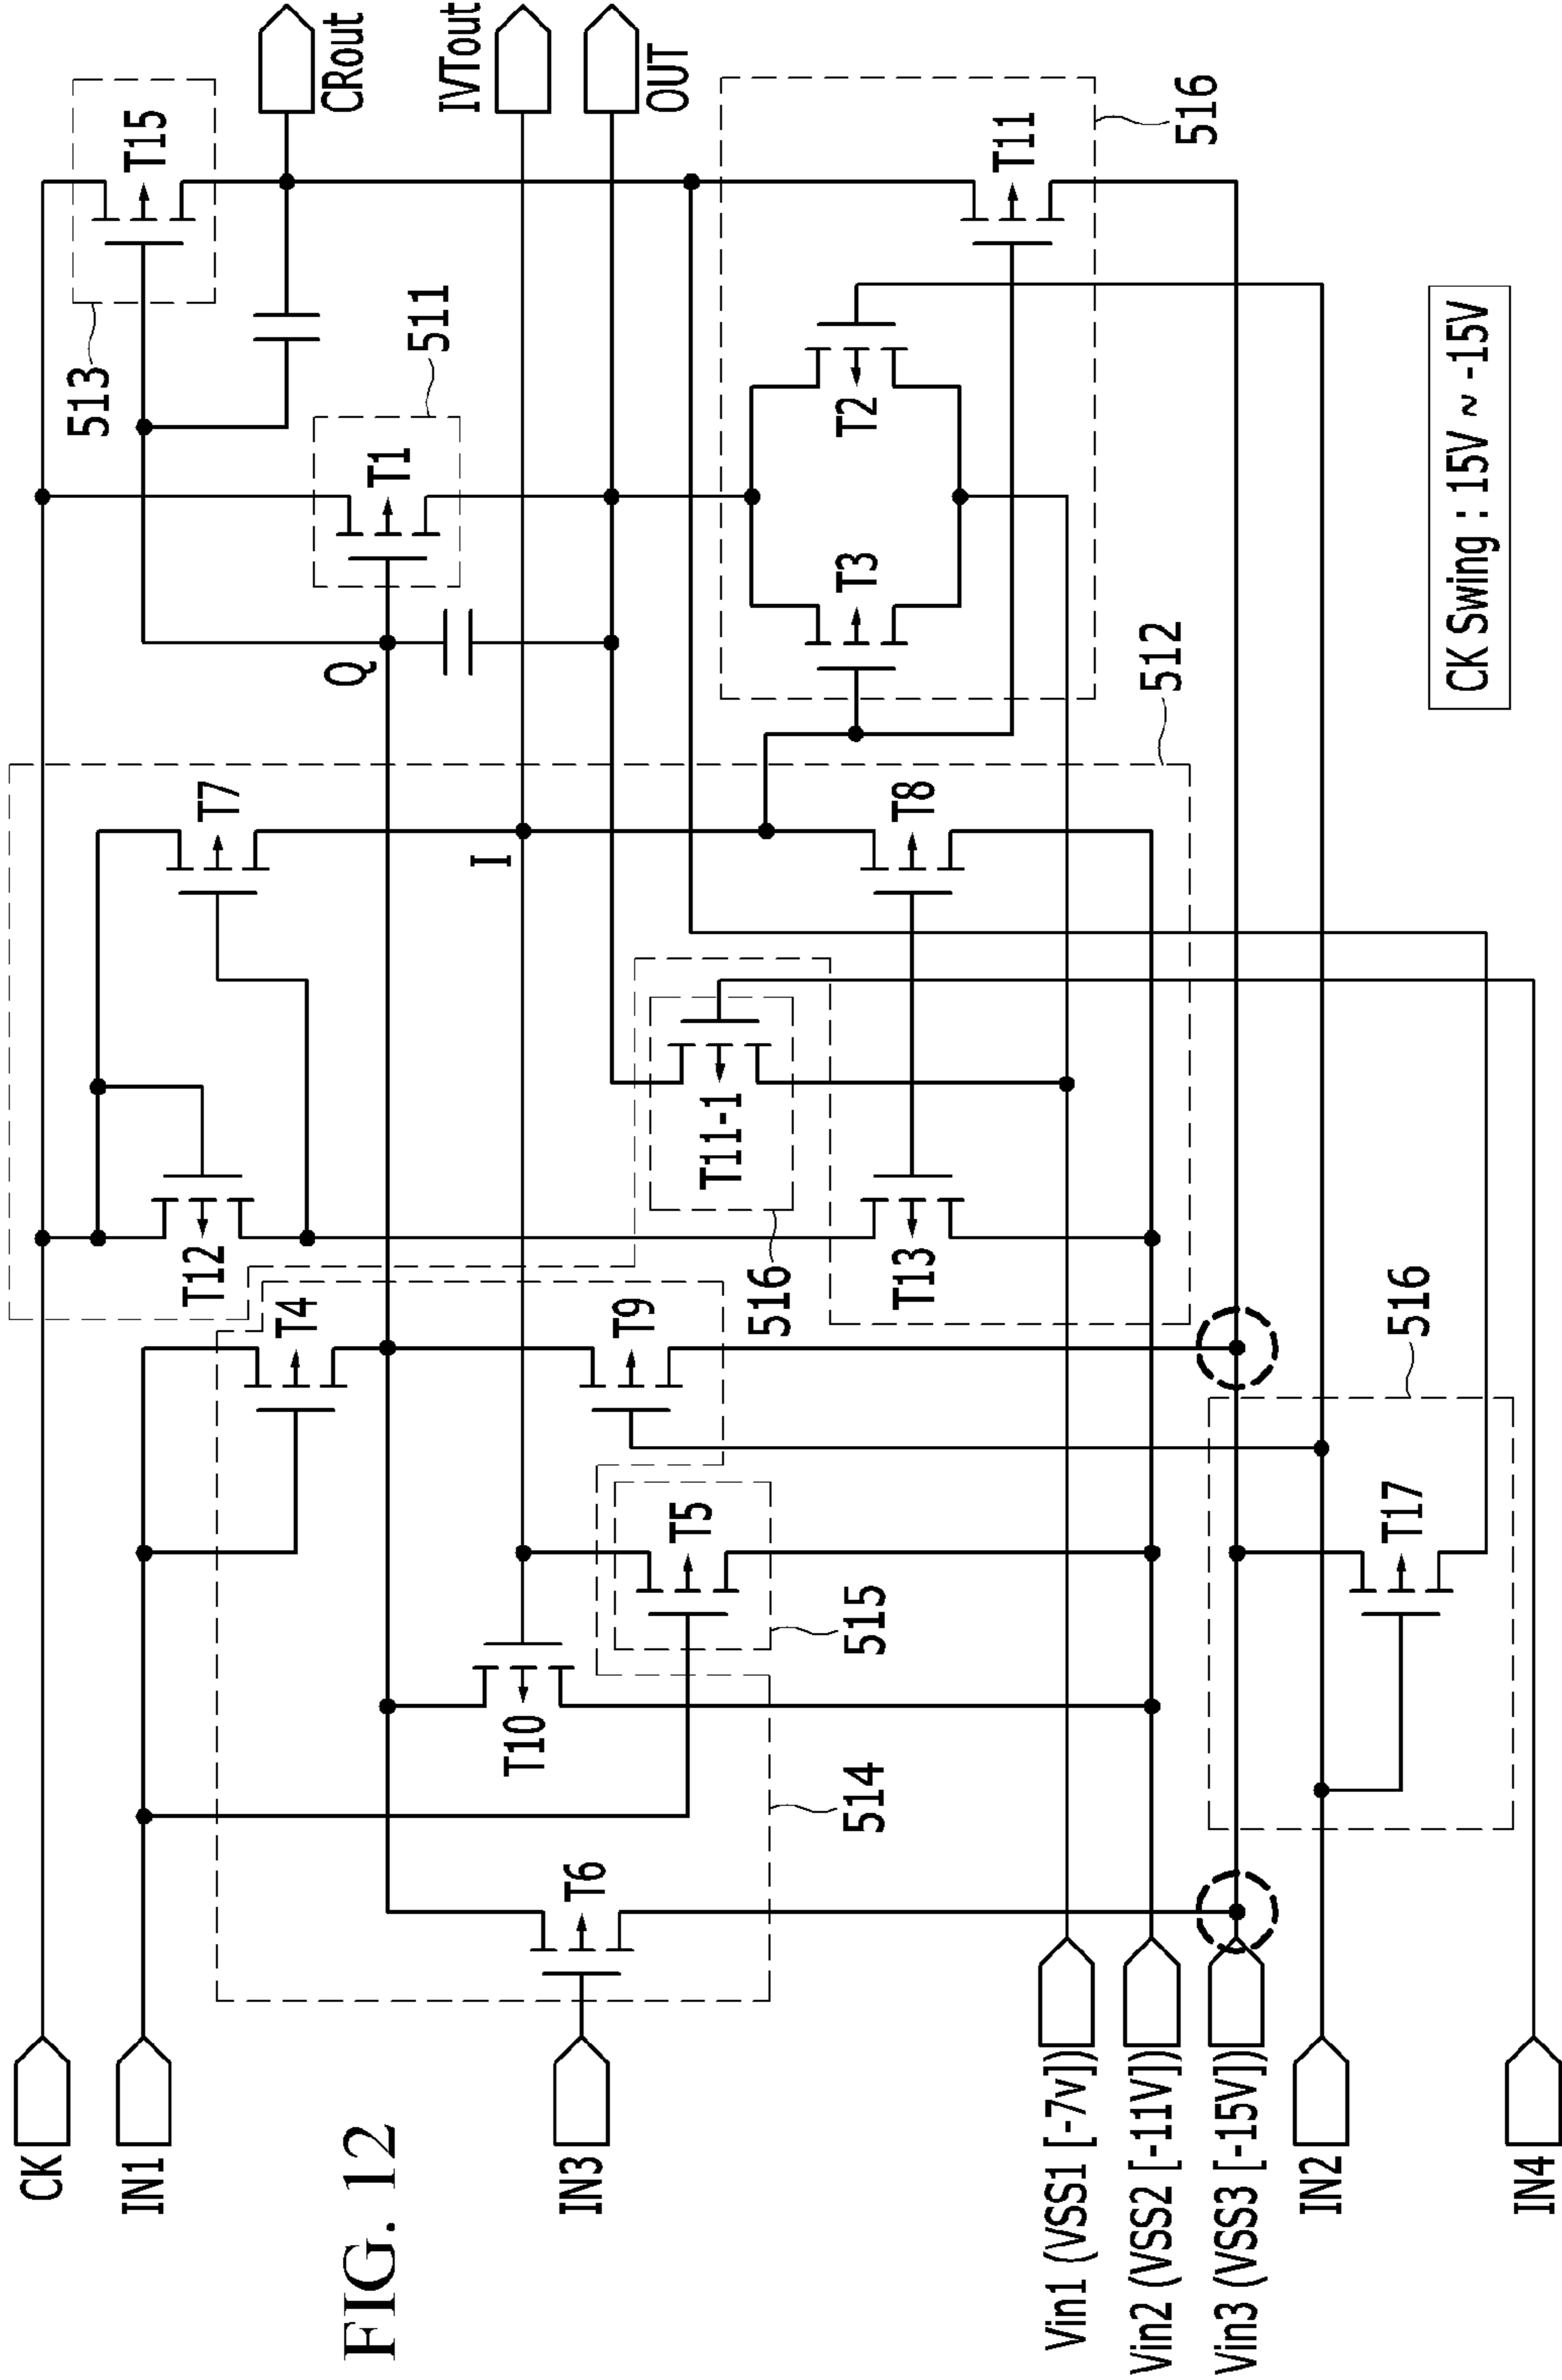 FIG. 12
CK
IN1
IN3
Vin1 (VSS1 [-7v])
Vin2 (VSS2 [-11V])
Vin3 (VSS3 [-15V])
IN2
IN4
T6
514
T10
T5
515
T17
516
T4
T9
T12
T11-1
516
T13
T7
I
T8
512
Q
T3
T2
T1
511
513
T15
T11
516
CRout
IVTout
OUT
CK Swing : 15V ~ -15V